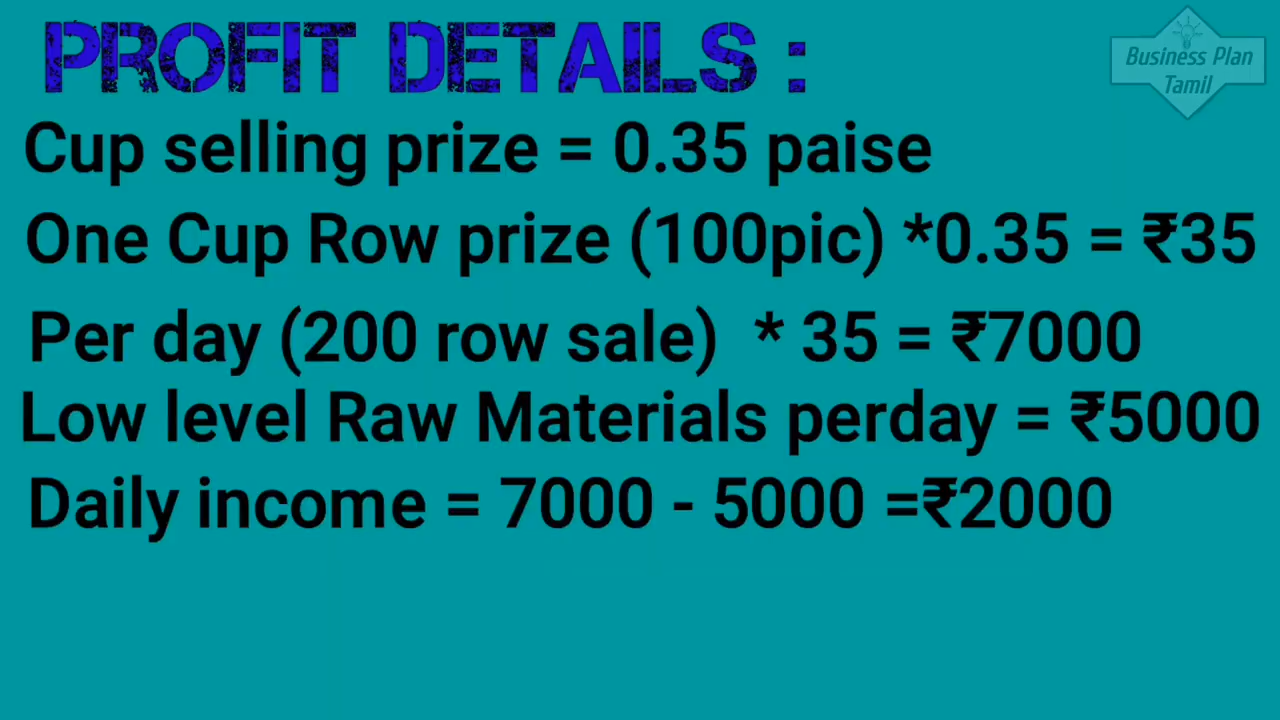 PROFIT DETAILS :
Business Plan
Tamil
Cup selling prize = 0.35 paise
One Cup Row prize (100pic) *0.35 = ₹35
Per day (200 row sale) * 35 = ₹7000
Low level Raw Materials perday = ₹5000
Daily income = 7000 - 5000 =₹2000